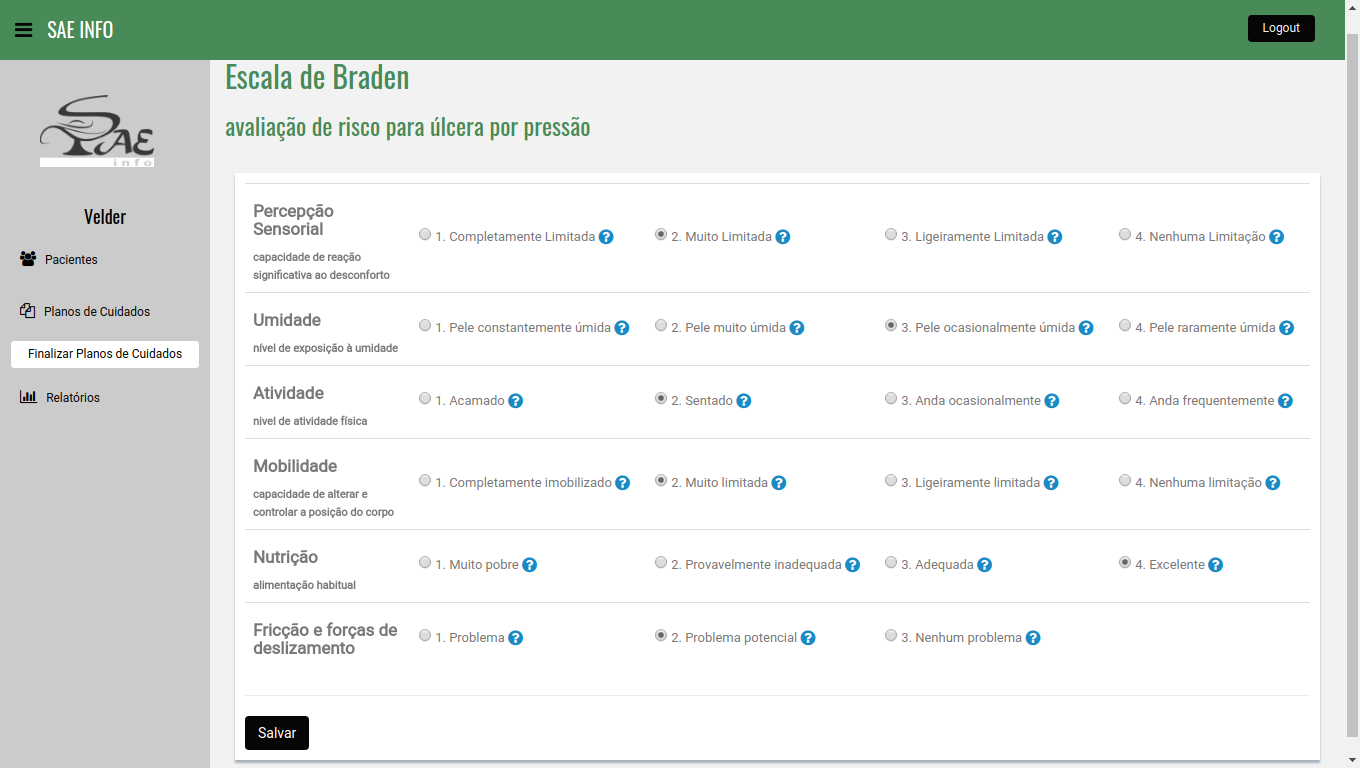 SAE INFO
Logout
SAE
info
Velder
Pacientes
Planos de Cuidados
Finalizar Planos de Cuidados
Relatórios
Escala de Braden
avaliação de risco para úlcera por pressão
Percepção
Sensorial
capacidade de reação
significativa ao desconforto
1. Completamente Limitada ?
2. Muito Limitada ?
3. Ligeiramente Limitada ?
4. Nenhuma Limitação ?
Umidade
nível de exposição à umidade
1. Pele constantemente úmida ?
2. Pele muito úmida ?
3. Pele ocasionalmente úmida ?
4. Pele raramente úmida ?
Atividade
nivel de atividade física
1. Acamado ?
2. Sentado ?
3. Anda ocasionalmente ?
4. Anda frequentemente ?
Mobilidade
capacidade de alterar e
controlar a posição do corpo
1. Completamente imobilizado ?
2. Muito limitada ?
3. Ligeiramente limitada ?
4. Nenhuma limitação ?
Nutrição
alimentação habitual
1. Muito pobre ?
2. Provavelmente inadequada ?
3. Adequada ?
4. Excelente ?
Fricção e forças de
deslizamento
1. Problema ?
2. Problema potencial ?
3. Nenhum problema ?
Salvar